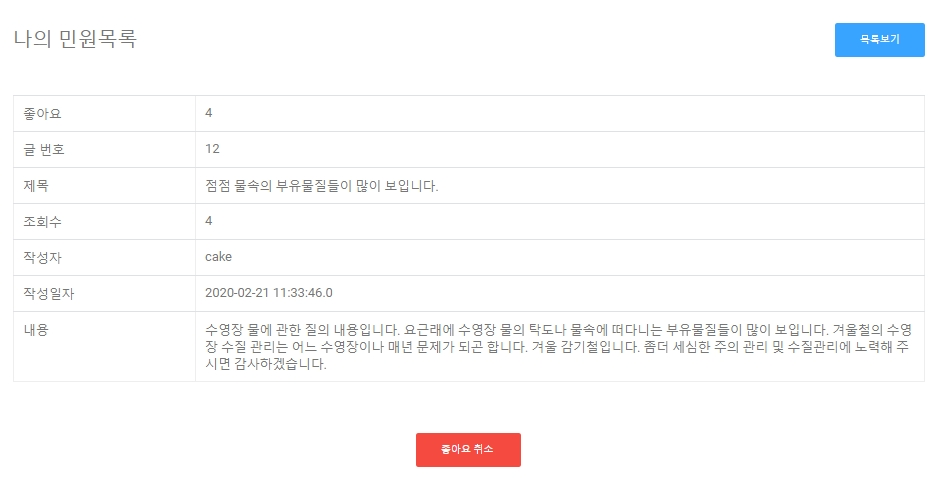 나의 민원목록
목록보기
좋아요 4
글 번호 12
제목 점점 물속의 부유물질들이 많이 보입니다.
조회수 4
작성자 cake
작성일자 2020-02-21 11:33:46.0
내용 수영장 물에 관한 질의 내용입니다. 요근래에 수영장 물의 탁도나 물속에 떠다니는 부유물질들이 많이 보입니다. 겨울철의 수영
장 수질 관리는 어느 수영장이나 매년 문제가 되곤 합니다. 겨울 감기철입니다. 좀더 세심한 주의 관리 및 수질관리에 노력해 주
시면 감사하겠습니다.
좋아요 취소